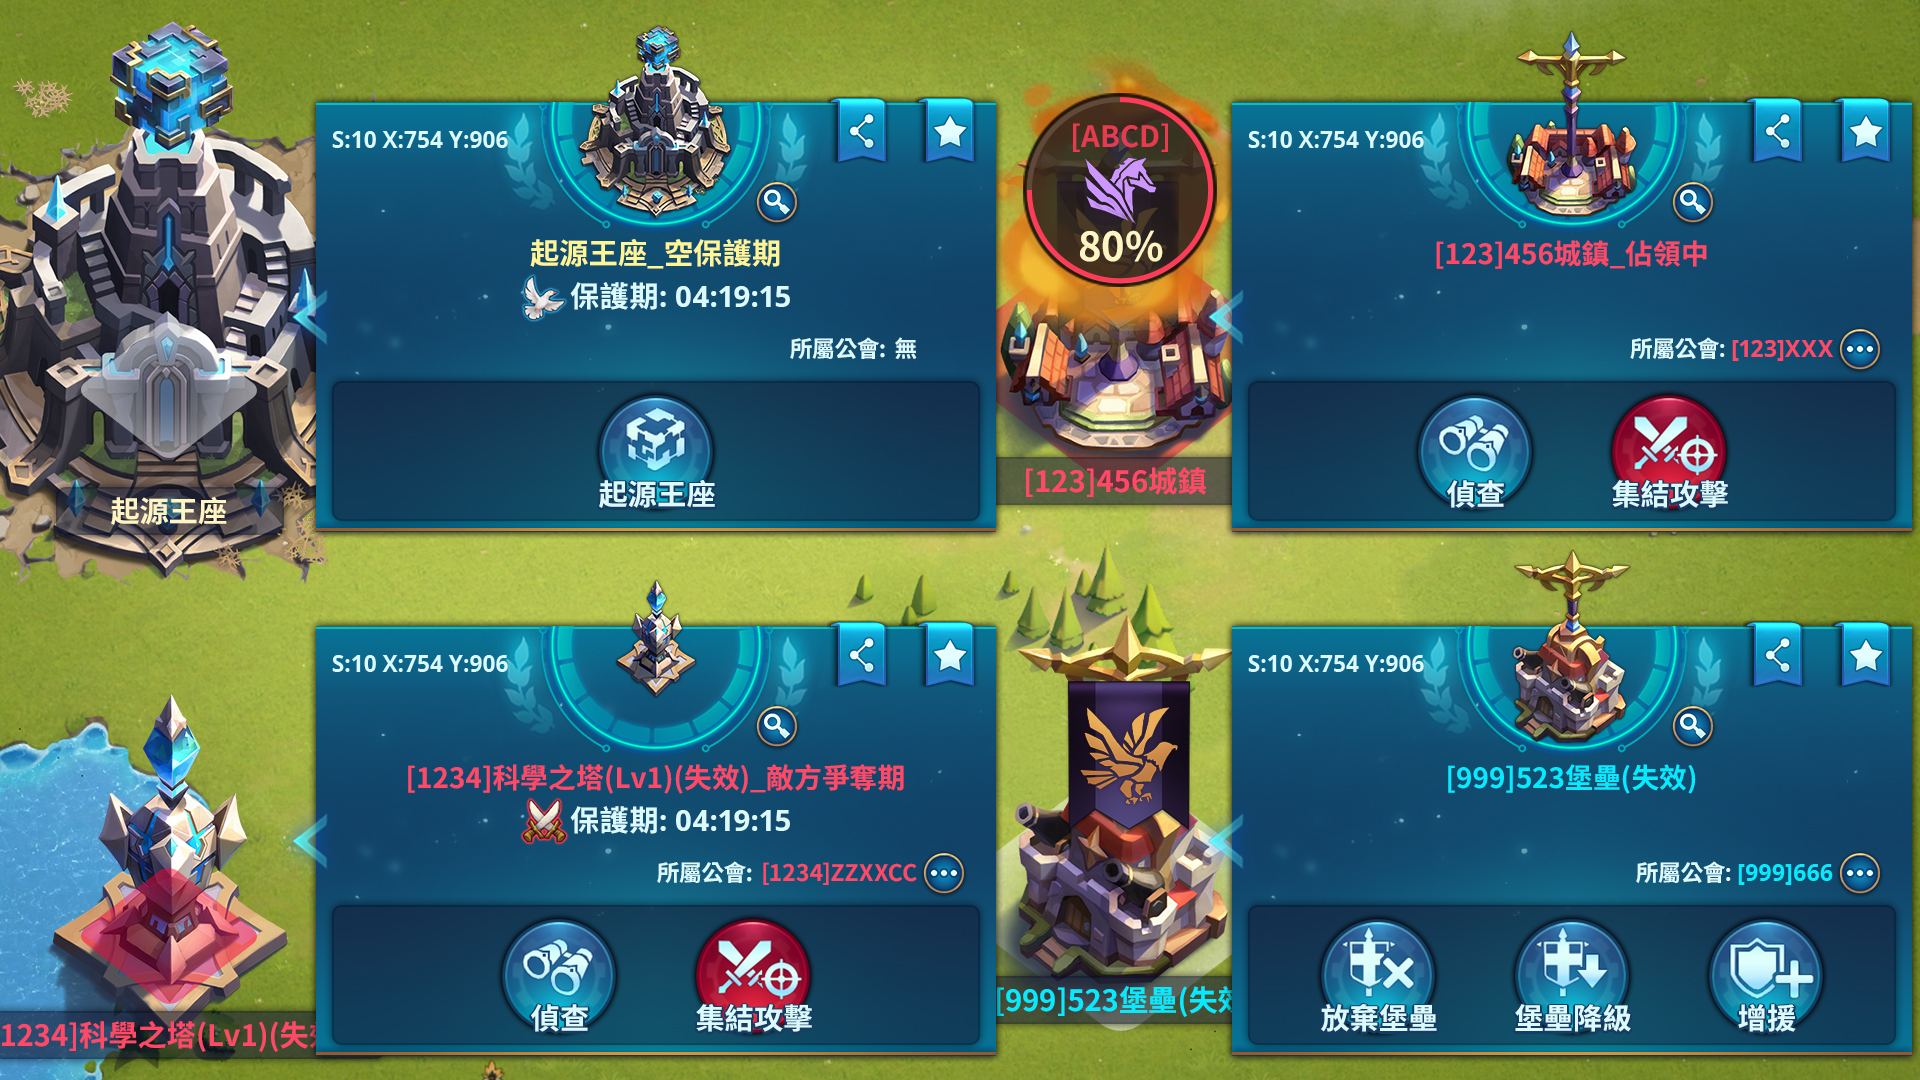 S:10 X:754 Y:906
起源王座_空保護期
保護期: 04:19:15
所屬公會: 無
起源王座
起源王座
[ABCD]
80%
[123]456城鎮
S:10 X:754 Y:906
[123]456城鎮_佔領中
所屬公會: [123]XXX
偵查
集結攻擊
S:10 X:754 Y:906
[1234]科學之塔(Lv1)(失效)_敵方爭奪期
保護期: 04:19:15
所屬公會: [1234]ZZXXCC
偵查
集結攻擊
1234]科學之塔(Lv1)(失
[999]523堡壘(失效
S:10 X:754 Y:906
[999]523堡壘(失效)
所屬公會: [999]666
放棄堡壘
堡壘降級
增援